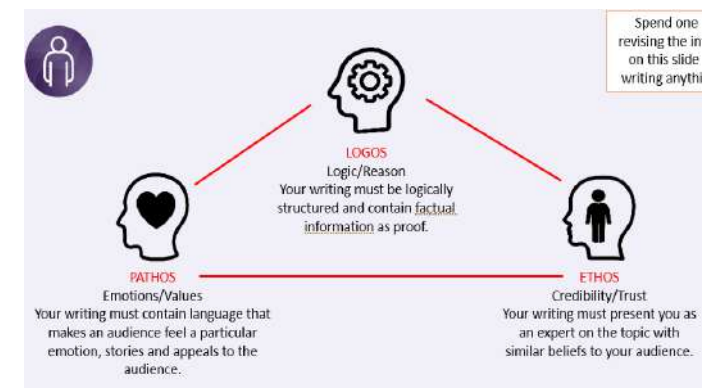 Spend one
revising the in
on this slide
writing anythi
LOGOS
Logic/Reason
Your writing must be logically
structured and contain factual
information as proof.
PATHOS
Emotions/Values
Your writing must contain language that
makes an audience feel a particular
emotion, stories and appeals to the
audience.
ETHOS
Credibility/Trust
Your writing must present you as
an expert on the topic with
similar beliefs to your audience.